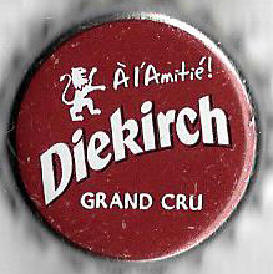 À l'Amitié!
Diekirch
GRAND CRU